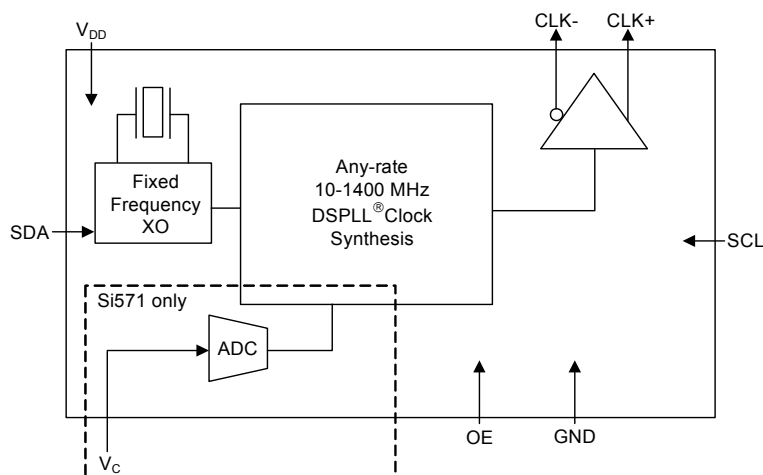 V_DD
CLK-
CLK+
Fixed
Frequency
XO
Any-rate
10-1400 MHz
DSPLL® Clock
Synthesis
SDA
SCL
Si571 only
ADC
V_C
OE
GND